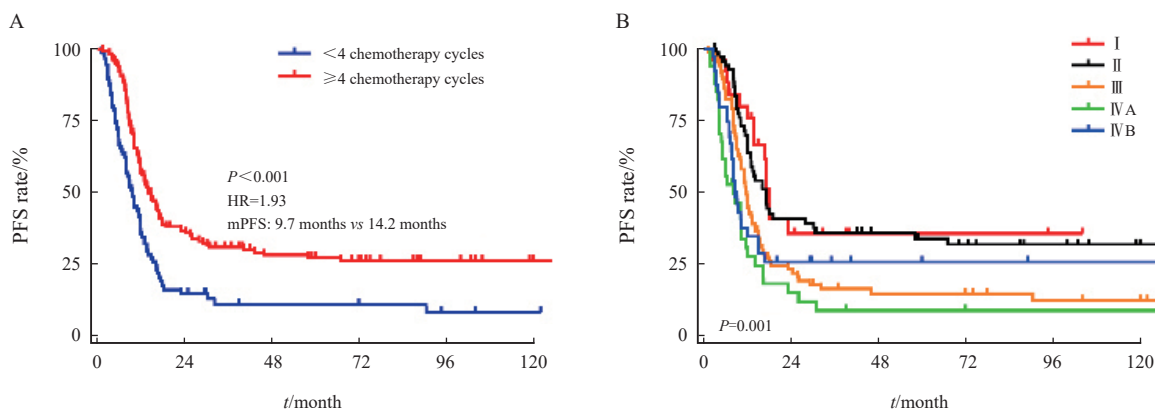 A
<4 chemotherapy cycles
≥4 chemotherapy cycles
100
75
50
25
0
PFS rate/%
P<0.001
HR=1.93
mPFS: 9.7 months vs 14.2 months
0 24 48 72 96 120
t/month
B
Ⅰ
Ⅱ
Ⅲ
ⅣA
ⅣB
100
75
50
25
0
PFS rate/%
P=0.001
0 24 48 72 96 120
t/month